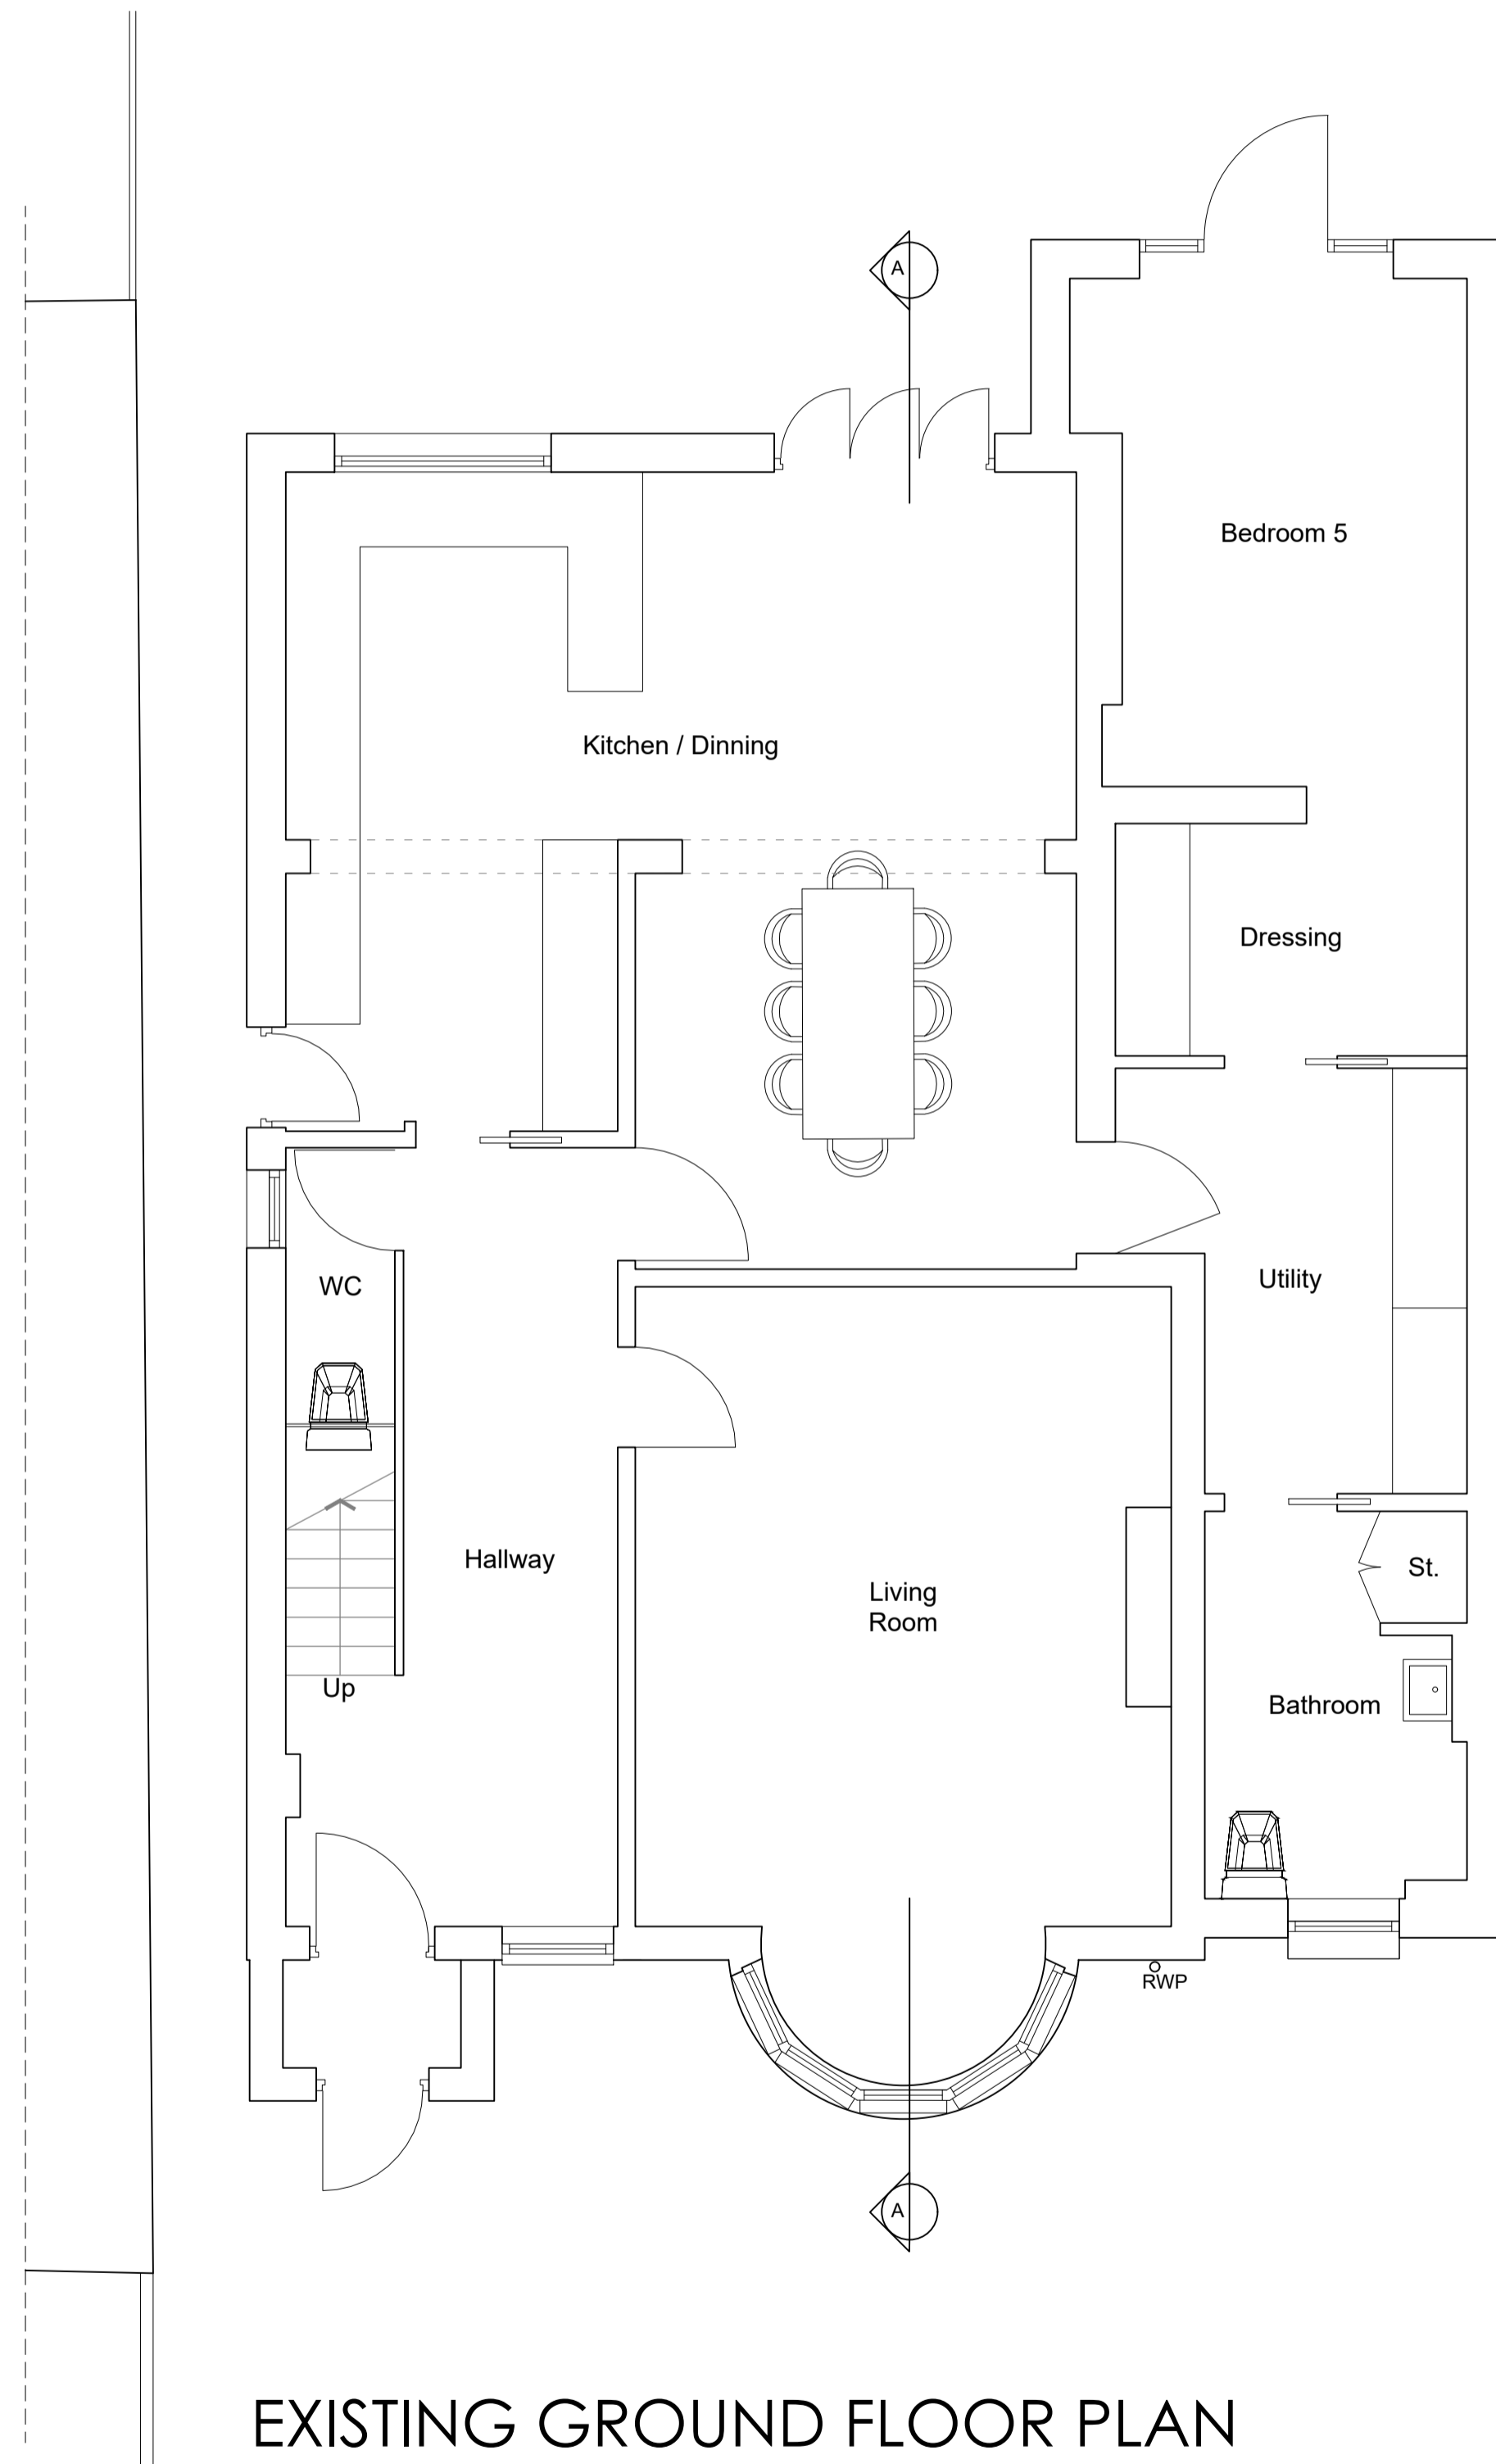 A
Bedroom 5
Kitchen / Dinning
Dressing
WC
Utility
Hallway
Living
Room
St.
Up
Bathroom
RWP
A
EXISTING GROUND FLOOR PLAN